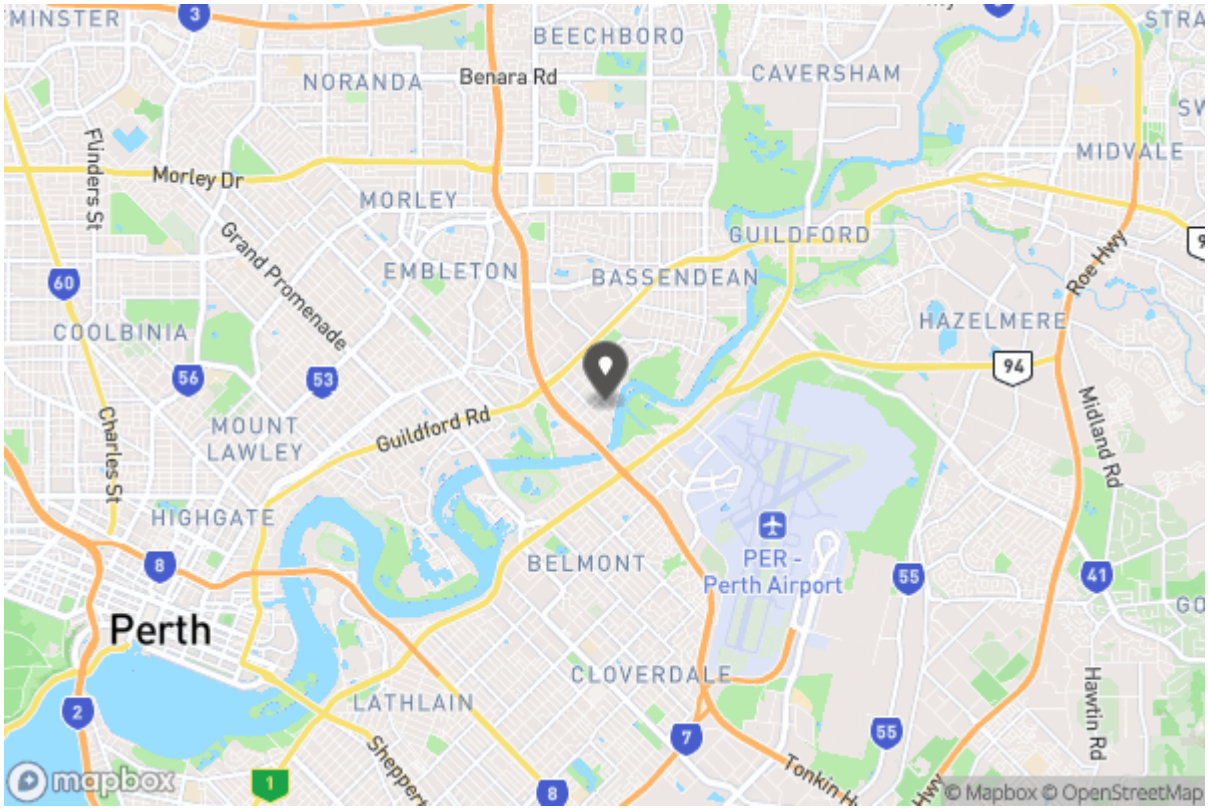 TMINSTER
3
BEECHBORO
STRA
NORANDA
Benara Rd
CAVERSHAM
SW
Flinders St
MIDVALE
Morley Dr
MORLEY
Grand Promenade
GUILDFORD
9
EMBLETON
BASSENDEAN
Roe Hwy
60
HAZELMERE
COOLBINIA
56
53
94
MOUNT
LAWLEY
Charles St
Guildford Rd
Midland Rd
HIGHGATE
8
BELMONT
PER -
Perth Airport
55
41
GO
Perth
CLOVERDALE
LATHLAIN
Hawtin Rd
2
7
55
Sheppert
Tonkin H
Hwy
1
8
mapbox
© Mapbox © OpenStreetMap